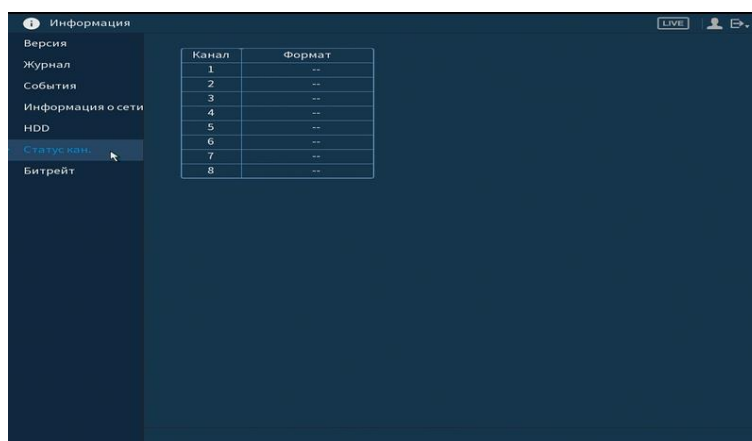 Информация
LIVE
Версия
Журнал
События
Информация о сети
HDD
Статус кан.
Битрейт
Канал Формат
1 --
2 --
3 --
4 --
5 --
6 --
7 --
8 --